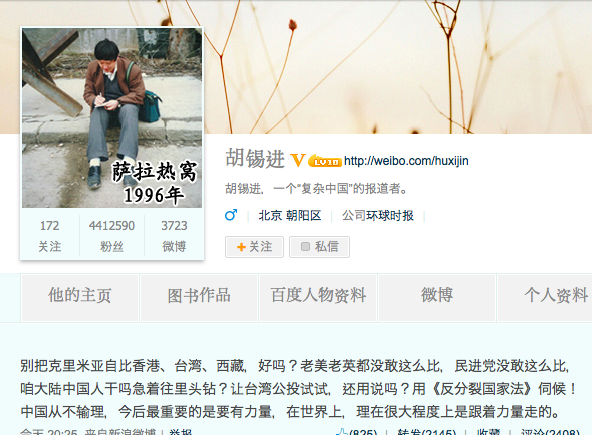 萨拉热窝
1996年
胡锡进 V LV18 http://weibo.com/huxijin
胡锡进，一个“复杂中国”的报道者。
♂ | 北京 朝阳区 | 公司环球时报 |
172 4412590 3723
关注 粉丝 微博
+关注 私信
他的主页 图书作品 百度人物资料 微博 个人资料
别把克里米亚自比香港、台湾、西藏，好吗？老美老英都没敢这么比，民进党没敢这么比，
咱大陆中国人干吗急着往里头钻？让台湾公投试试，还用说吗？用《反分裂国家法》伺候！
中国从不输理，今后最重要的是要有力量，在世界上，理在很大程度上是跟着力量走的。
今天 20:25 来自新浪微博 | 举报 (825) | 转发(2145) | 收藏 | 评论(2408)